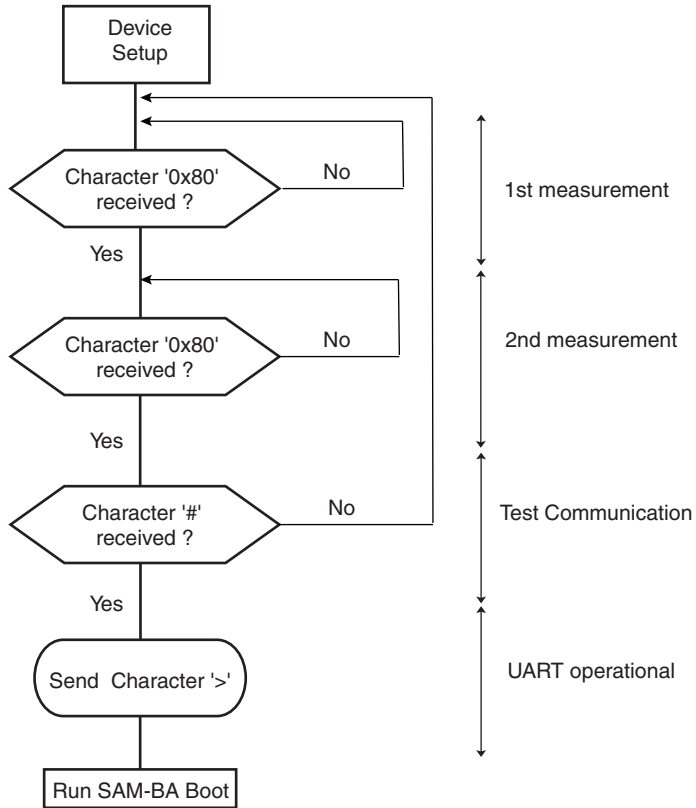 Device
Setup
Character '0x80'
received ?
No
1st measurement
Yes
Character '0x80'
received ?
No
2nd measurement
Yes
Character '#'
received ?
No
Test Communication
Yes
Send Character '>'
UART operational
Run SAM-BA Boot